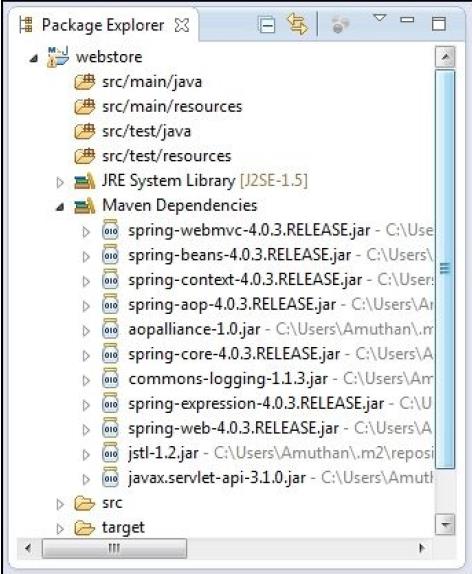 Package Explorer
webstore
src/main/java
src/main/resources
src/test/java
src/test/resources
JRE System Library [J2SE-1.5]
Maven Dependencies
spring-webmvc-4.0.3.RELEASE.jar - C:\Use
spring-beans-4.0.3.RELEASE.jar - C:\Users\
spring-context-4.0.3.RELEASE.jar - C:\User
spring-aop-4.0.3.RELEASE.jar - C:\Users\Ar
aopalliance-1.0.jar - C:\Users\Amuthan\.m
spring-core-4.0.3.RELEASE.jar - C:\Users\A
commons-logging-1.1.3.jar - C:\Users\Am
spring-expression-4.0.3.RELEASE.jar - C:\U
spring-web-4.0.3.RELEASE.jar - C:\Users\A
jstl-1.2.jar - C:\Users\Amuthan\.m2\reposi
javax.servlet-api-3.1.0.jar - C:\Users\Amuth
src
target